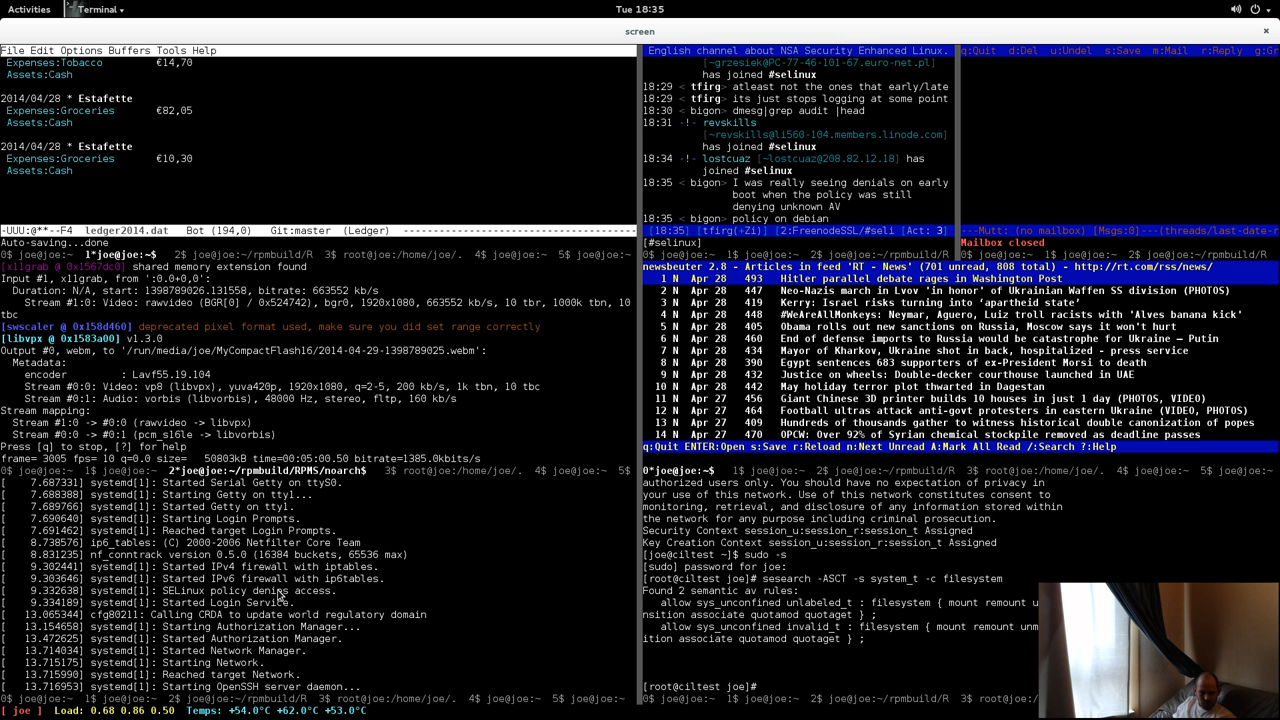 Activities Terminal Tue 18:35
screen ×
File Edit Options Buffers Tools Help
Expenses:Tobacco €14,70
Assets:Cash
2014/04/28 * Estafette
Expenses:Groceries €82,05
Assets:Cash
2014/04/28 * Estafette
Expenses:Groceries €10,30
Assets:Cash
-UUU:@**--F4 ledger2014.dat Bot (194,0) Git:master (Ledger) ----------------------------------------
Auto-saving...done
0$ joe@joe:~ 1*joe@joe:~$ 2$ joe@joe:~/rpmbuild/R 3$ root@joe:/home/joe/. 4$ joe@joe:~ 5$
English channel about NSA Security Enhanced Linux.
[~grzesiek@PC-77-46-101-67.euro-net.pl]
has joined #selinux
18:29 < tfirg> atleast not the ones that early/late
18:29 < tfirg> its just stops logging at some point
18:30 < bigon> dmesg|grep audit |head
18:31 -!- revskills
[~revskills@li560-104.members.linode.com]
has joined #selinux
18:34 -!- lostcuaz [~lostcuaz@208.82.12.18] has
joined #selinux
18:35 < bigon> I was really seeing denials on early
boot when the policy was still
denying unknown AV
18:35 < bigon> policy on debian
[18:35] [tfirg(+Zi)] [2:FreenodeSSL/#seli [Act: 3]
[#selinux]
0$ joe@joe:~ 1$ joe@joe:~ 2$ joe@joe:~/rpmbuild/R
q:Quit d:Del u:Undel s:Save m:Mail r:Reply g:Gr
---Mutt: (no mailbox) [Msgs:0]---(threads/last-date-r
Mailbox closed
0$ joe@joe:~ 1$ joe@joe:~ 2$ joe@joe:~/rpmbuild/R
[x11grab @ 0x1567dc0] shared memory extension found
Input #1, x11grab, from ':0.0+0,0':
Duration: N/A, start: 1398789026.131558, bitrate: 663552 kb/s
Stream #1:0: Video: rawvideo (BGR[0] / 0x524742), bgr0, 1920x1080, 663552 kb/s, 10 tbr, 1000k tbn, 10
tbc
[swscaler @ 0x158d460] deprecated pixel format used, make sure you did set range correctly
[libvpx @ 0x1583a00] v1.3.0
Output #0, webm, to '/run/media/joe/MyCompactFlash16/2014-04-29-1398789025.webm':
Metadata:
encoder : Lavf55.19.104
Stream #0:0: Video: vp8 (libvpx), yuva420p, 1920x1080, q=2-5, 200 kb/s, 1k tbn, 10 tbc
Stream #0:1: Audio: vorbis (libvorbis), 48000 Hz, stereo, fltp, 160 kb/s
Stream mapping:
Stream #1:0 -> #0:0 (rawvideo -> libvpx)
Stream #0:0 -> #0:1 (pcm_s16le -> libvorbis)
Press [q] to stop, [?] for help
frame= 3005 fps= 10 q=0.0 size= 50803kB time=00:05:00.50 bitrate=1385.0kbits/s
0$ joe@joe:~ 1$ joe@joe:~ 2*joe@joe:~/rpmbuild/RPMS/noarch$ 3$ root@joe:/home/joe/. 4$ joe@joe:~ 5$
newsbeuter 2.8 - Articles in feed 'RT - News' (701 unread, 808 total) - http://rt.com/rss/news/
1 N Apr 28 493 Hitler parallel debate rages in Washington Post
2 N Apr 28 447 Neo-Nazis march in Lvov 'in honor' of Ukrainian Waffen SS division (PHOTOS)
3 N Apr 28 419 Kerry: Israel risks turning into ‘apartheid state’
4 N Apr 28 448 #WeAreAllMonkeys: Neymar, Aguero, Luiz troll racists with 'Alves banana kick'
5 N Apr 28 406 Obama rolls out new sanctions on Russia, Moscow says it won't hurt
6 N Apr 28 460 End of defense imports to Russia would be catastrophe for Ukraine – Putin
7 N Apr 28 434 Mayor of Kharkov, Ukraine shot in back, hospitalized - press service
8 N Apr 28 390 Egypt sentences 683 supporters of ex-President Morsi to death
9 N Apr 28 432 Justice on wheels: Double-decker courthouse launched in UAE
10 N Apr 28 442 May holiday terror plot thwarted in Dagestan
11 N Apr 28 456 Giant Chinese 3D printer builds 10 houses in just 1 day (PHOTOS, VIDEO)
12 N Apr 27 464 Football ultras attack anti-govt protesters in eastern Ukraine (VIDEO, PHOTOS)
13 N Apr 27 409 Hundreds of thousands gather to witness historical double canonization of popes
14 N Apr 27 470 OPCW: Over 92% of Syrian chemical stockpile removed as deadline passes
q:Quit ENTER:Open s:Save r:Reload n:Next Unread A:Mark All Read /:Search ?:Help
0*joe@joe:~$ 1$ joe@joe:~ 2$ joe@joe:~/rpmbuild/R 3$ root@joe:/home/joe/. 4$ joe@joe:~ 5$ joe@joe:~
[ 7.687331] systemd[1]: Started Serial Getty on ttyS0.
[ 7.688388] systemd[1]: Starting Getty on tty1...
[ 7.689766] systemd[1]: Started Getty on tty1.
[ 7.690640] systemd[1]: Starting Login Prompts.
[ 7.691462] systemd[1]: Reached target Login Prompts.
[ 8.738576] ip6_tables: (C) 2000-2006 Netfilter Core Team
[ 8.831235] nf_conntrack version 0.5.0 (16384 buckets, 65536 max)
[ 9.302441] systemd[1]: Started IPv4 firewall with iptables.
[ 9.303646] systemd[1]: Started IPv6 firewall with ip6tables.
[ 9.332638] systemd[1]: SELinux policy denies access.
[ 9.334189] systemd[1]: Started Login Service.
[ 13.065344] cfg80211: Calling CRDA to update world regulatory domain
[ 13.154658] systemd[1]: Starting Authorization Manager...
[ 13.472625] systemd[1]: Started Authorization Manager.
[ 13.714034] systemd[1]: Started Network Manager.
[ 13.715175] systemd[1]: Starting Network.
[ 13.715990] systemd[1]: Reached target Network.
[ 13.716953] systemd[1]: Starting OpenSSH server daemon...
0$ joe@joe:~ 1$ joe@joe:~ 2$ joe@joe:~/rpmbuild/R 3$ root@joe:/home/joe/. 4$ joe@joe:~ 5$ joe@joe:~
authorized users only. You should have no expectation of privacy in
your use of this network. Use of this network constitutes consent to
monitoring, retrieval, and disclosure of any information stored within
the network for any purpose including criminal prosecution.
Security Context session_u:session_r:session_t Assigned
Key Creation Context session_u:session_r:session_t Assigned
[joe@ciltest ~]$ sudo -s
[sudo] password for joe:
[root@ciltest joe]# sesearch -ASCT -s system_t -c filesystem
Found 2 semantic av rules:
allow sys_unconfined unlabeled_t : filesystem { mount remount u
nsition associate quotamod quotaget } ;
allow sys_unconfined invalid_t : filesystem { mount remount unm
ition associate quotamod quotaget } ;
[root@ciltest joe]#
0$ joe@joe:~ 1$ joe@joe:~ 2$ joe@joe:~/rpmbuild/R 3$ root@joe:/h
[ joe ] Load: 0.68 0.86 0.50 Temps: +54.0°C +62.0°C +53.0°C